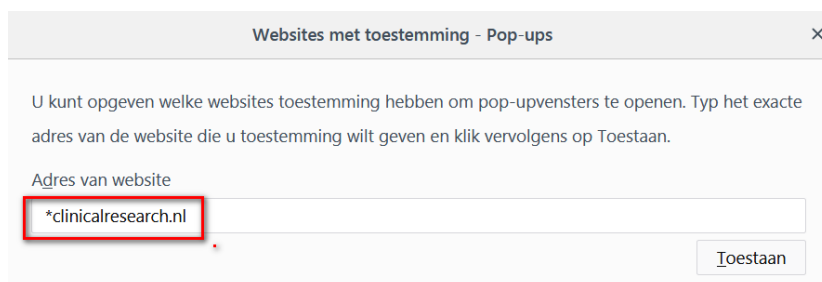 Websites met toestemming - Pop-ups
U kunt opgeven welke websites toestemming hebben om pop-upvensters te openen. Typ het exacte
adres van de website die u toestemming wilt geven en klik vervolgens op Toestaan.
Adres van website
*clinicalresearch.nl
Toestaan